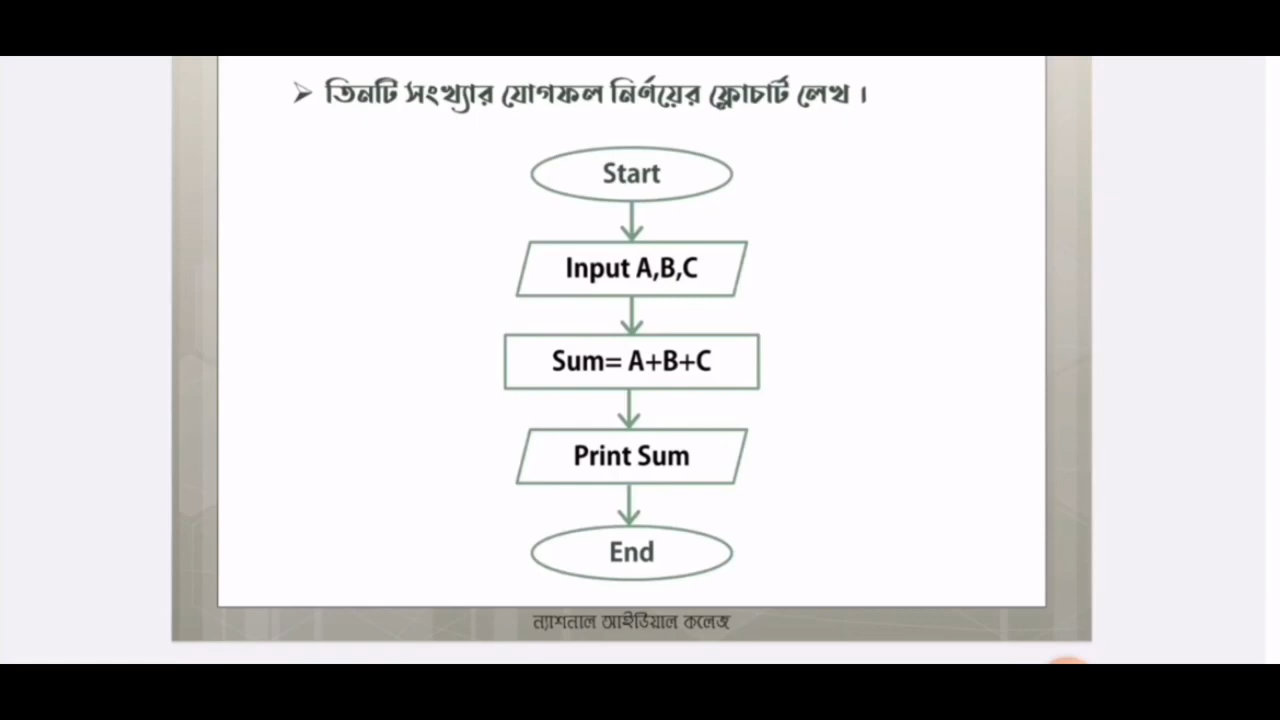 ➢ তিনটি সংখ্যার যোগফল নির্ণয়ের ফ্লোচার্ট লেখ ।
Start
Input A,B,C
Sum= A+B+C
Print Sum
End
ন্যাশনাল আইডিয়াল কলেজ